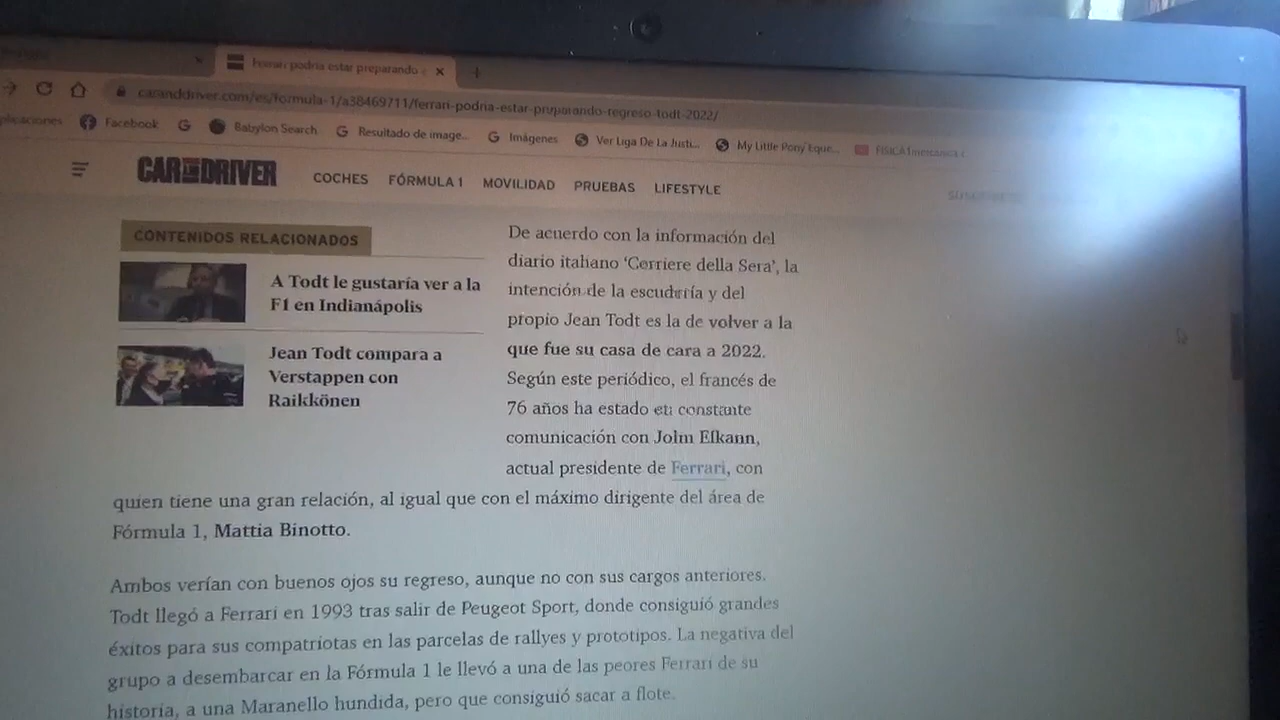 Ferrari podría estar preparando
caranddriver.com/es/formula-1/a38469711/ferrari-podria-estar-preparando-regreso-todt-2022/
plicaciones Facebook Babylon Search Resultado de image... Imágenes Ver Liga De La Justi... My Little Pony Eque... FISICA
CAR AND DRIVER COCHES FÓRMULA 1 MOVILIDAD PRUEBAS LIFESTYLE
CONTENIDOS RELACIONADOS
A Todt le gustaría ver a la
F1 en Indianápolis
Jean Todt compara a
Verstappen con
Raikkönen
De acuerdo con la información del
diario italiano ‘Corriere della Sera’, la
intención de la escudería y del
propio Jean Todt es la de volver a la
que fue su casa de cara a 2022.
Según este periódico, el francés de
76 años ha estado en constante
comunicación con John Elkann,
actual presidente de Ferrari, con
quien tiene una gran relación, al igual que con el máximo dirigente del área de
Fórmula 1, Mattia Binotto.
Ambos verían con buenos ojos su regreso, aunque no con sus cargos anteriores.
Todt llegó a Ferrari en 1993 tras salir de Peugeot Sport, donde consiguió grandes
éxitos para sus compatriotas en las parcelas de rallyes y prototipos. La negativa del
grupo a desembarcar en la Fórmula 1 le llevó a una de las peores Ferrari de su
historia, a una Maranello hundida, pero que consiguió sacar a flote.